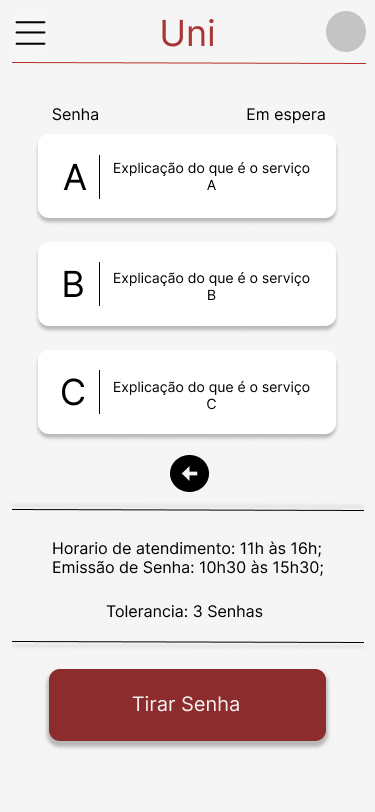 Uni
Senha
Em espera
A
Explicação do que é o serviço
A
B
Explicação do que é o serviço
B
C
Explicação do que é o serviço
C
Horario de atendimento: 11h às 16h;
Emissão de Senha: 10h30 às 15h30;
Tolerancia: 3 Senhas
Tirar Senha